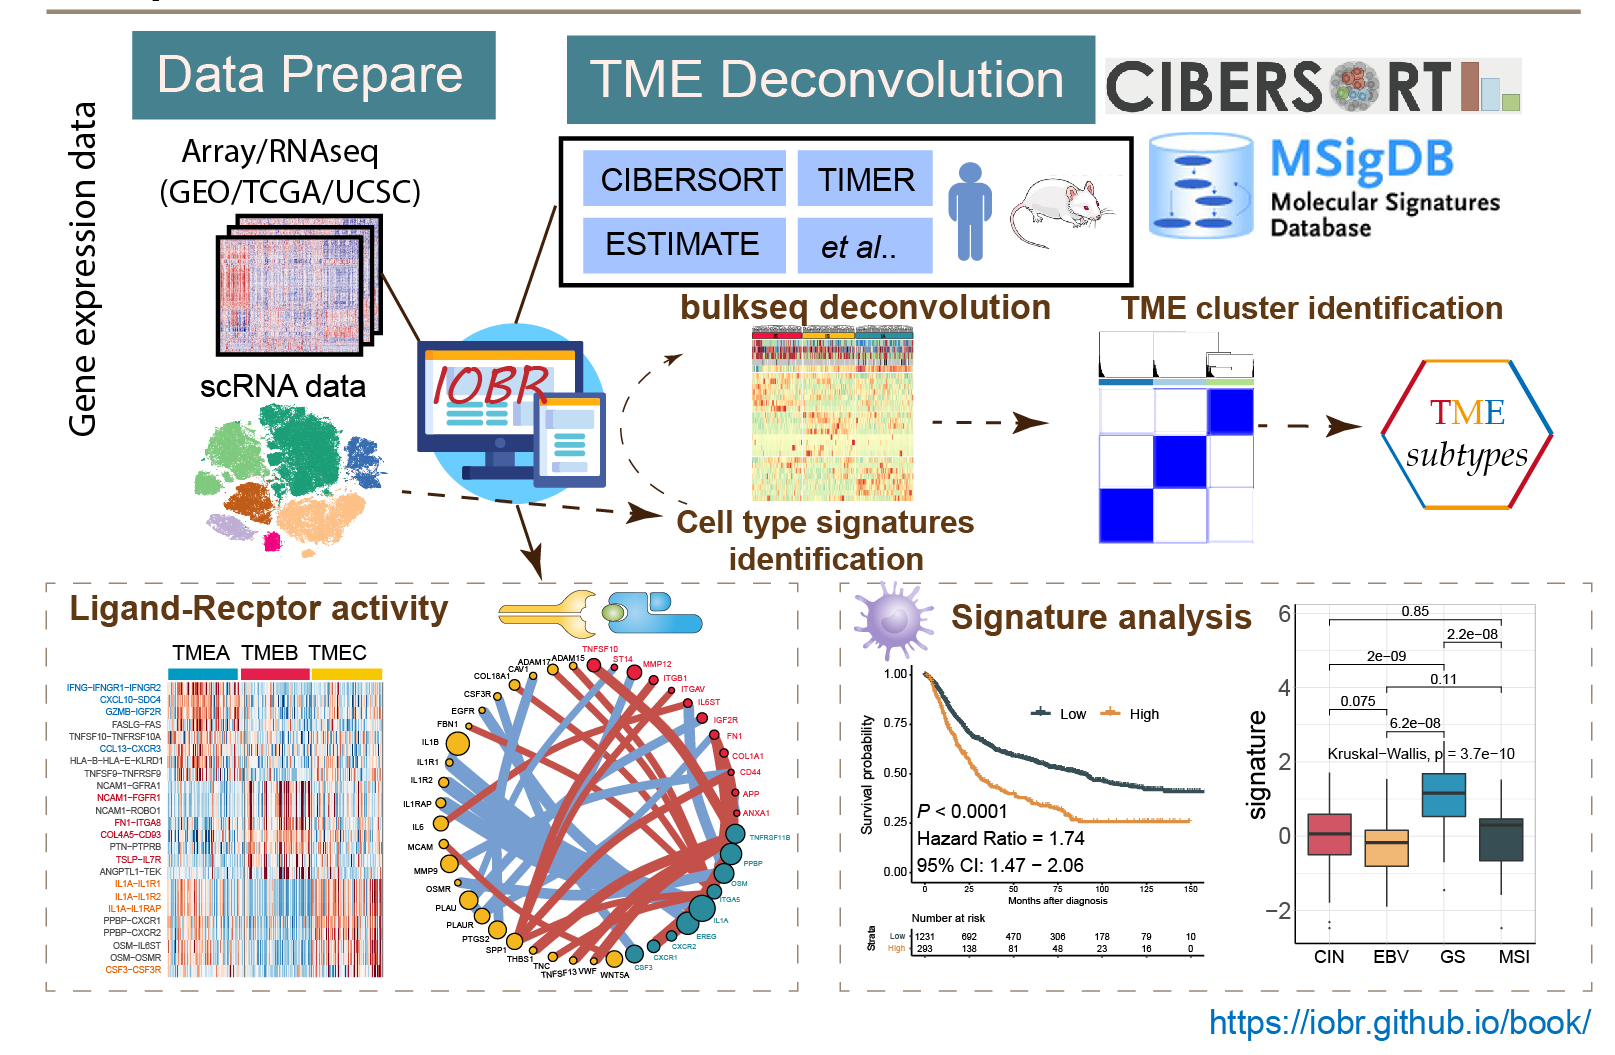 Data Prepare
TME Deconvolution
CIBERSORT
Gene expression data
Array/RNAseq
(GEO/TCGA/UCSC)
CIBERSORT
TIMER
ESTIMATE
et al..
MSigDB
Molecular Signatures
Database
bulkseq deconvolution
TME cluster identification
IOBR
scRNA data
TME
subtypes
Cell type signatures
identification
Ligand-Recptor activity
TMEA TMEB TMEC
IFNG-IFNGR1-IFNGR2
CXCL10-SDC4
GZMB-IGF2R
FASLG-FAS
TNFSF10-TNFRSF10A
CCL13-CXCR3
HLA-B-HLA-E-KLRD1
TNFSF9-TNFRSF9
NCAM1-GFRA1
NCAM1-FGFR1
NCAM1-ROBO1
FN1-ITGA8
COL4A5-CD93
PTN-PTPRB
TSLP-IL7R
ANGPTL1-TEK
IL1A-IL1R1
IL1A-IL1R2
IL1A-IL1RAP
PPBP-CXCR1
PPBP-CXCR2
OSM-IL6ST
OSM-OSMR
CSF3-CSF3R
TNFSF10
ST14
MMP12
ITGB1
ITGAV
IL6ST
IGF2R
FN1
COL1A1
CD44
APP
ANXA1
TNFRSF11B
PPBP
OSM
ITGA5
IL1A
EREG
CXCR2
CXCR1
CSF3
WNT5A
VWF
TNFSF13
TNC
THBS1
SPP1
PTGS2
PLAUR
PLAU
OSMR
MMP9
MCAM
IL6
IL1RAP
IL1R2
IL1R1
IL1B
FBN1
EGFR
CSF3R
COL18A1
CAV1
ADAM17
ADAM15
Signature analysis
Survival probability
1.00
0.75
0.50
0.25
0.00
Low High
P < 0.0001
Hazard Ratio = 1.74
95% CI: 1.47 − 2.06
0 25 50 75 100 125 150
Months after diagnosis
Number at risk
Strata
Low 1231 692 470 306 178 79 10
High 293 138 81 48 23 16 0
signature
6
4
2
0
−2
0.85
2.2e−08
2e−09
0.11
0.075
6.2e−08
Kruskal−Wallis, p = 3.7e−10
CIN EBV GS MSI
https://iobr.github.io/book/